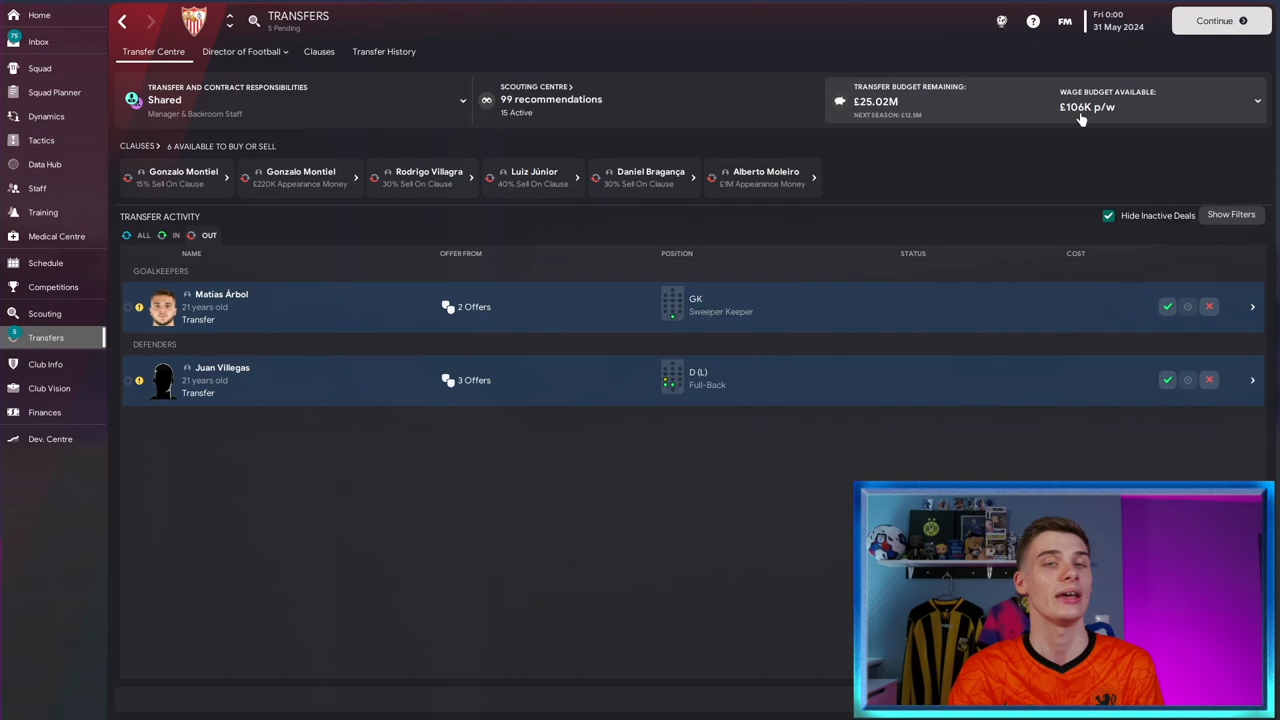 Home
75
Inbox
Squad
Squad Planner
Dynamics
Tactics
Data Hub
Staff
Training
Medical Centre
Schedule
Competitions
Scouting
5
Transfers
Club Info
Club Vision
Finances
Dev. Centre
TRANSFERS
5 Pending
?
FM
Fri 0:00
31 May 2024
Continue
Transfer Centre
Director of Football
Clauses
Transfer History
TRANSFER AND CONTRACT RESPONSIBILITIES
Shared
Manager & Backroom Staff
SCOUTING CENTRE
99 recommendations
15 Active
TRANSFER BUDGET REMAINING:
£25.02M
NEXT SEASON: £12.5M
WAGE BUDGET AVAILABLE:
£106K p/w
CLAUSES 6 AVAILABLE TO BUY OR SELL
Gonzalo Montiel
15% Sell On Clause
Gonzalo Montiel
£220K Appearance Money
Rodrigo Villagra
30% Sell On Clause
Luiz Júnior
40% Sell On Clause
Daniel Bragança
30% Sell On Clause
Alberto Moleiro
£1M Appearance Money
TRANSFER ACTIVITY
Hide Inactive Deals
Show Filters
ALL IN OUT
NAME OFFER FROM POSITION STATUS COST
GOALKEEPERS
Matías Árbol
21 years old
Transfer
2 Offers
GK
Sweeper Keeper
DEFENDERS
Juan Villegas
21 years old
Transfer
3 Offers
D (L)
Full-Back